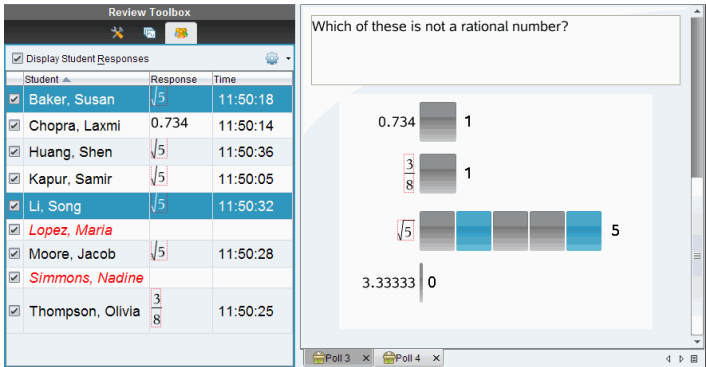 Review Toolbox
Display Student Responses
Student Response Time
Baker, Susan √5 11:50:18
Chopra, Laxmi 0.734 11:50:14
Huang, Shen √5 11:50:36
Kapur, Samir √5 11:50:05
Li, Song √5 11:50:32
Lopez, Maria
Moore, Jacob √5 11:50:28
Simmons, Nadine
Thompson, Olivia 3/8 11:50:25
Which of these is not a rational number?
0.734 1
3/8 1
√5 5
3.33333 0
Poll 3 Poll 4